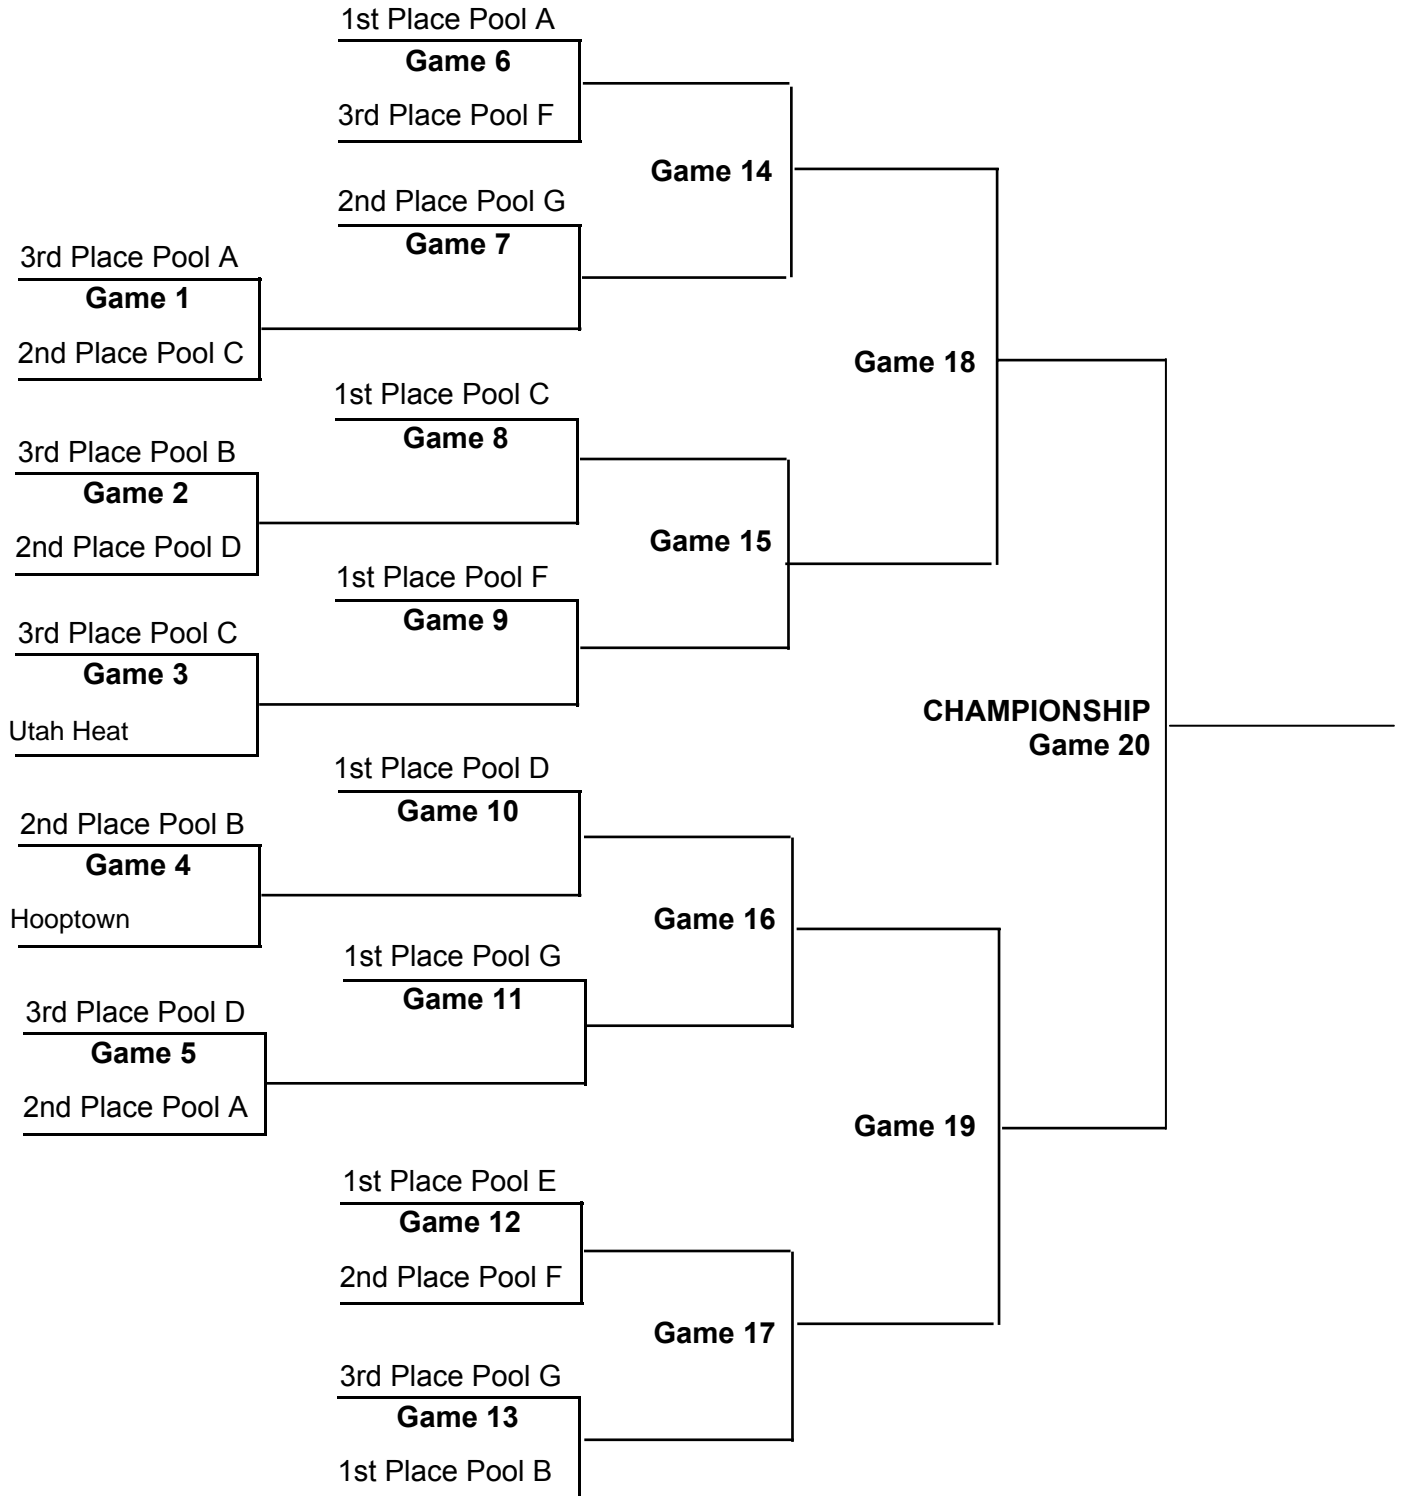 1st Place Pool A
Game 6
3rd Place Pool F
Game 14
2nd Place Pool G
Game 7
3rd Place Pool A
Game 1
2nd Place Pool C
Game 18
1st Place Pool C
Game 8
3rd Place Pool B
Game 2
2nd Place Pool D
Game 15
1st Place Pool F
Game 9
3rd Place Pool C
Game 3
Utah Heat
CHAMPIONSHIP
Game 20
1st Place Pool D
Game 10
2nd Place Pool B
Game 4
Hooptown
Game 16
1st Place Pool G
Game 11
3rd Place Pool D
Game 5
2nd Place Pool A
Game 19
1st Place Pool E
Game 12
2nd Place Pool F
Game 17
3rd Place Pool G
Game 13
1st Place Pool B